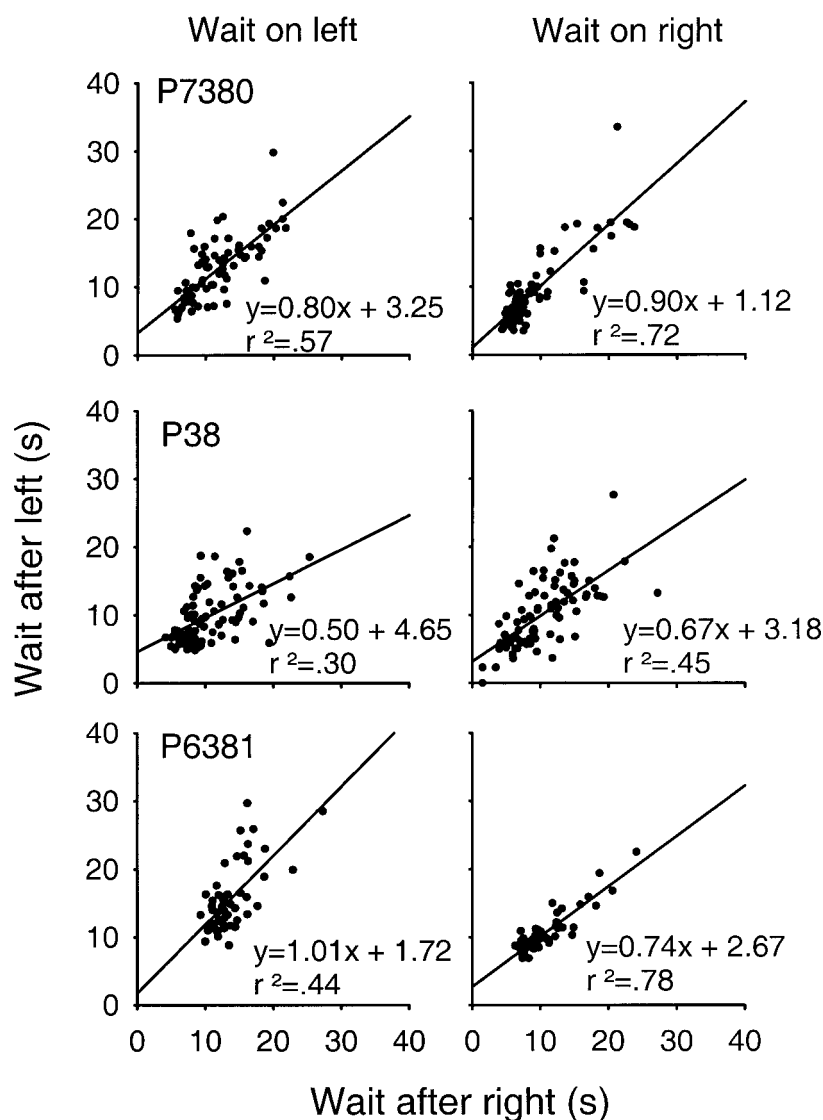 Wait on left
Wait on right
P7380
40
30
20
10
0
y=0.80x + 3.25
r ²=.57
y=0.90x + 1.12
r ²=.72
P38
40
30
20
10
0
y=0.50 + 4.65
r ²=.30
y=0.67x + 3.18
r ²=.45
P6381
40
30
20
10
0
y=1.01x + 1.72
r ²=.44
y=0.74x + 2.67
r ²=.78
0 10 20 30 40
0 10 20 30 40
Wait after left (s)
Wait after right (s)